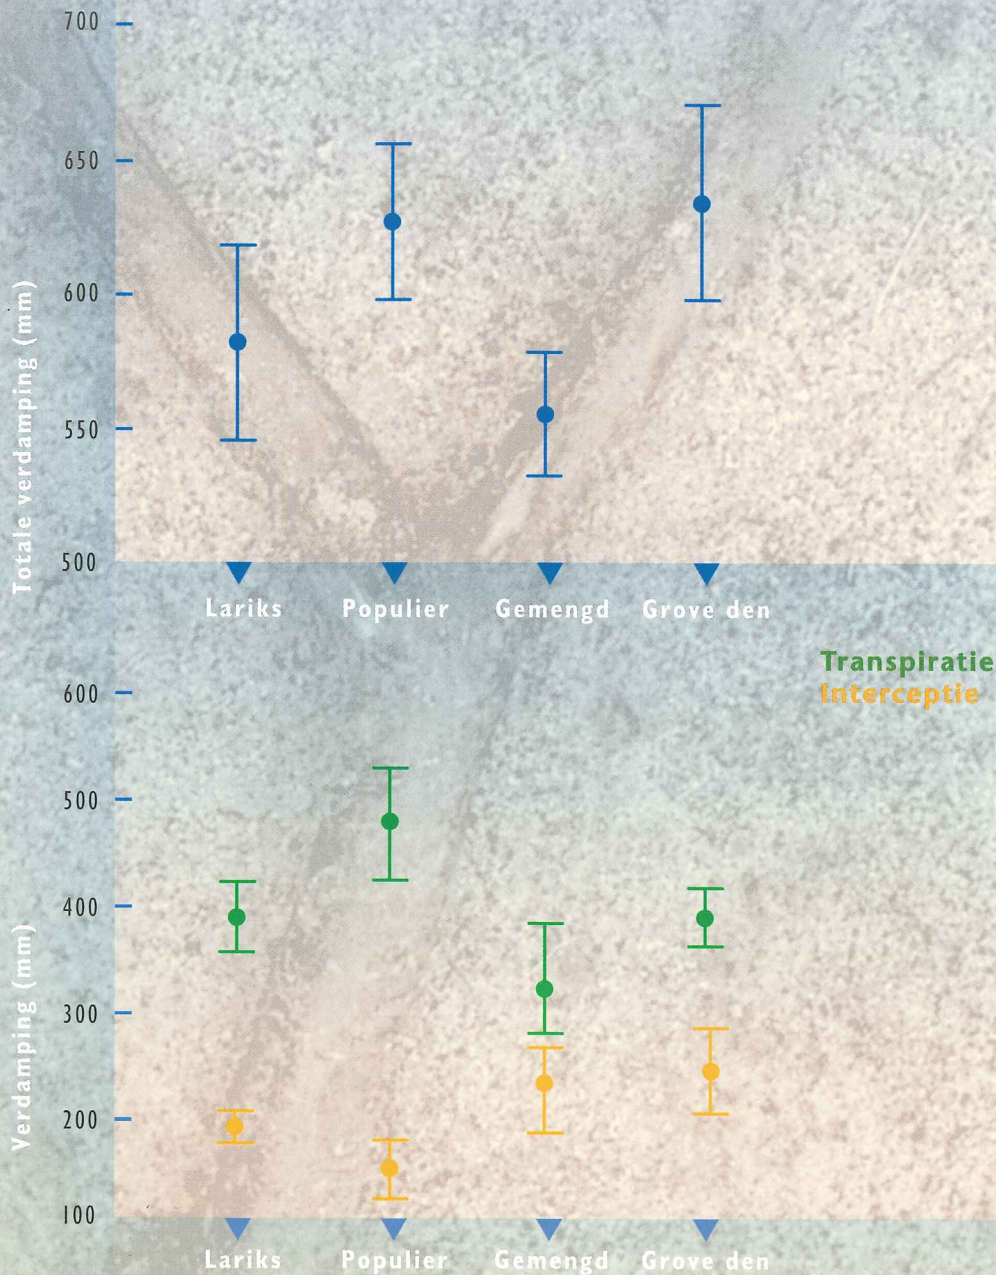 700
650
600
550
500
Totale verdamping (mm)
Lariks Populier Gemengd Grove den
Transpiratie
Interceptie
600
500
400
300
200
100
Verdamping (mm)
Lariks Populier Gemengd Grove den